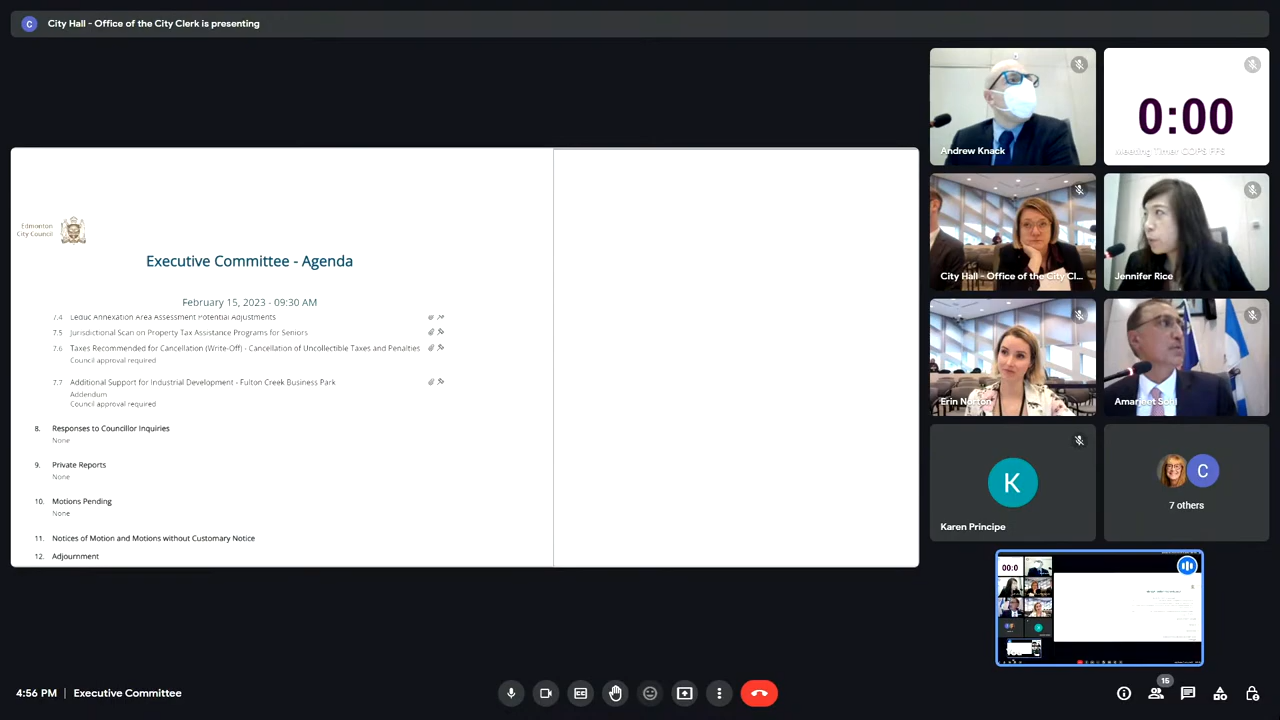 C
City Hall - Office of the City Clerk is presenting
Edmonton
City Council
Executive Committee - Agenda
February 15, 2023 - 09:30 AM
7.4 Leduc Annexation Area Assessment Potential Adjustments
7.5 Jurisdictional Scan on Property Tax Assistance Programs for Seniors
7.6 Taxes Recommended for Cancellation (Write-Off) - Cancellation of Uncollectible Taxes and Penalties
Council approval required
7.7 Additional Support for Industrial Development - Fulton Creek Business Park
Addendum
Council approval required
8. Responses to Councillor Inquiries
None
9. Private Reports
None
10. Motions Pending
None
11. Notices of Motion and Motions without Customary Notice
12. Adjournment
Andrew Knack
0:00
Meeting Timer COPS FPS
City Hall - Office of the City Cl...
Jennifer Rice
Erin Norton
Amarjeet Sohi
K
Karen Principe
C
7 others
00:0
4:56 PM | Executive Committee
15